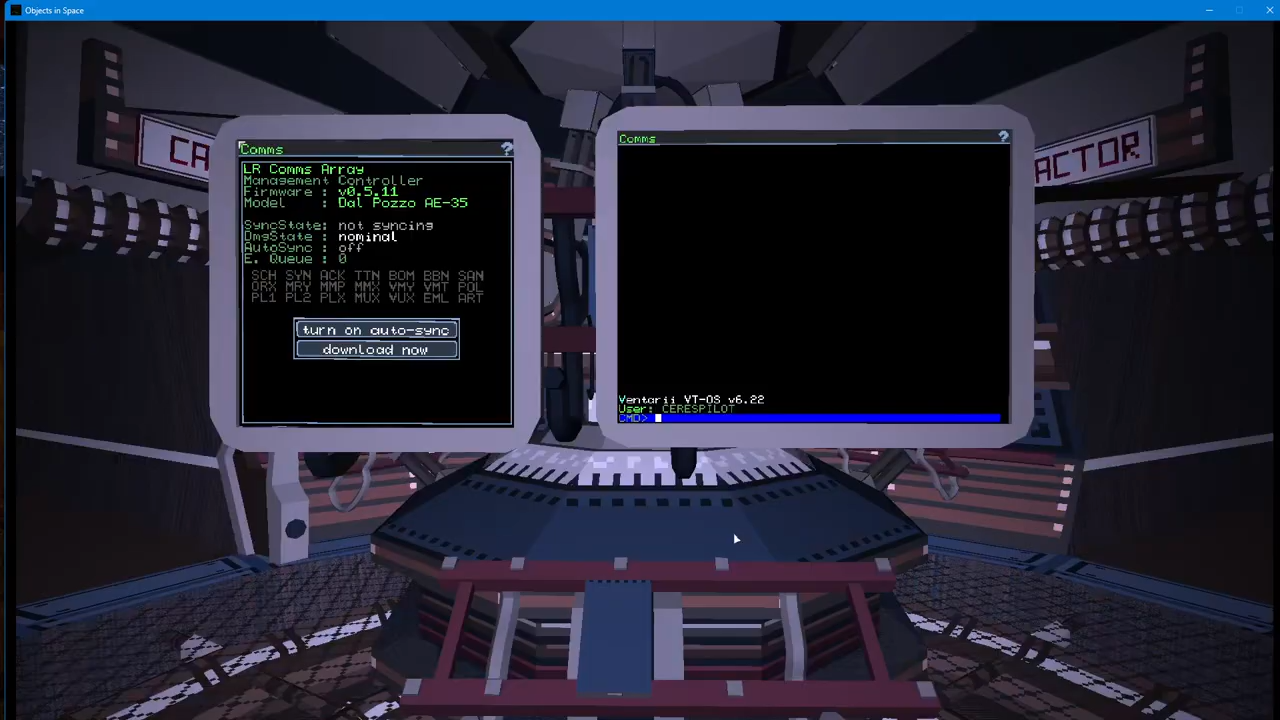 Objects in Space
CA
ACTOR
Comms
?
LR Comms Array
Management Controller
Firmware : v0.5.11
Model : Dal Pozzo AE-35
SyncState: not syncing
DmgState : nominal
AutoSync : off
E. Queue : 0
SCH SYN ACK TTN BOM BBN SAN
ORX MRY MMP MMX VMY VMT POL
PL1 PL2 PLX MUX VUX EML ART
turn on auto-sync
download now
Comms
?
Ventarii VT-OS v6.22
User: CERESPILOT
CMD>